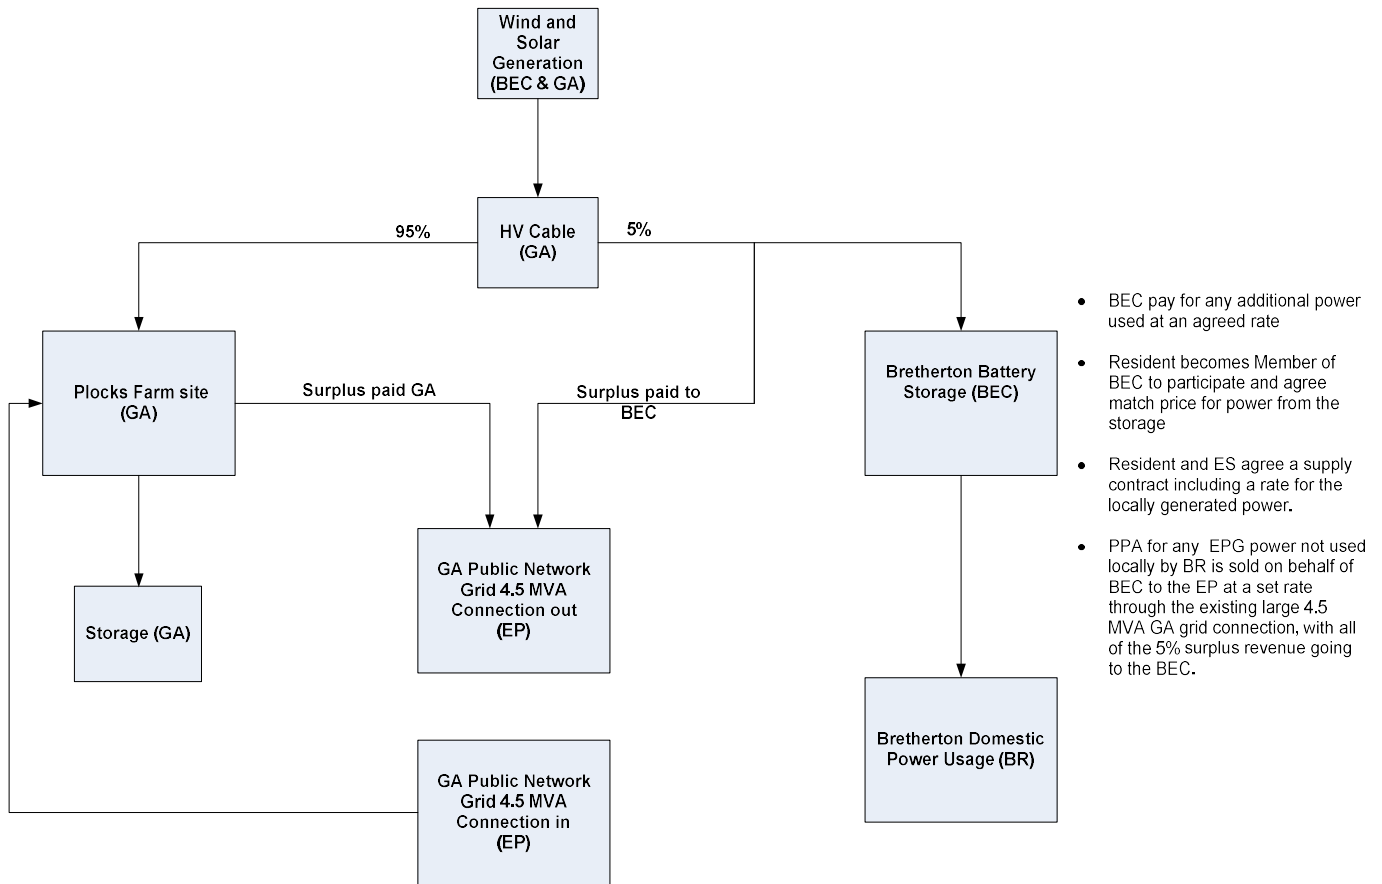 Wind and
Solar
Generation
(BEC & GA)
HV Cable
(GA)
95%
5%
Plocks Farm site
(GA)
Surplus paid GA
Surplus paid to
BEC
Bretherton Battery
Storage (BEC)
Storage (GA)
GA Public Network
Grid 4.5 MVA
Connection out
(EP)
GA Public Network
Grid 4.5 MVA
Connection in
(EP)
Bretherton Domestic
Power Usage (BR)
• BEC pay for any additional power
used at an agreed rate
• Resident becomes Member of
BEC to participate and agree
match price for power from the
storage
• Resident and ES agree a supply
contract including a rate for the
locally generated power.
• PPA for any EPG power not used
locally by BR is sold on behalf of
BEC to the EP at a set rate
through the existing large 4.5
MVA GA grid connection, with all
of the 5% surplus revenue going
to the BEC.